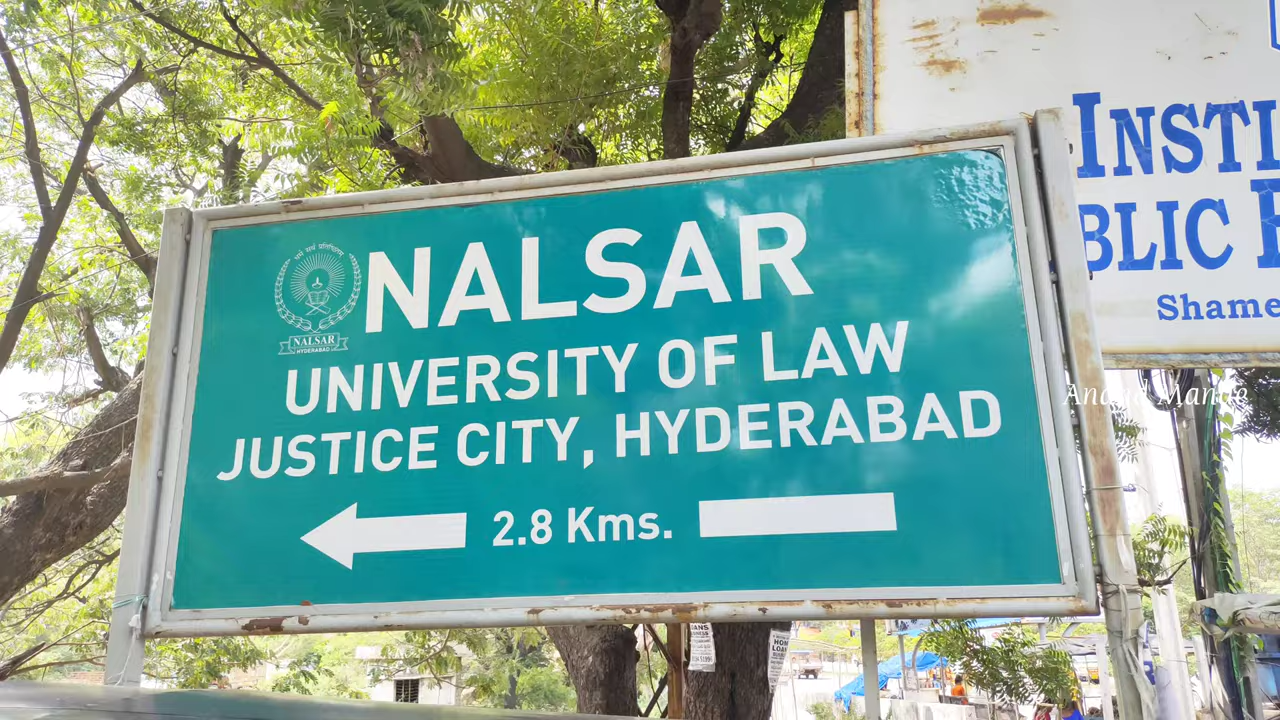 NALSAR
UNIVERSITY OF LAW
JUSTICE CITY, HYDERABAD
2.8 Kms.
NALSAR
HYDERABAD
INSTI
BLIC
Shame